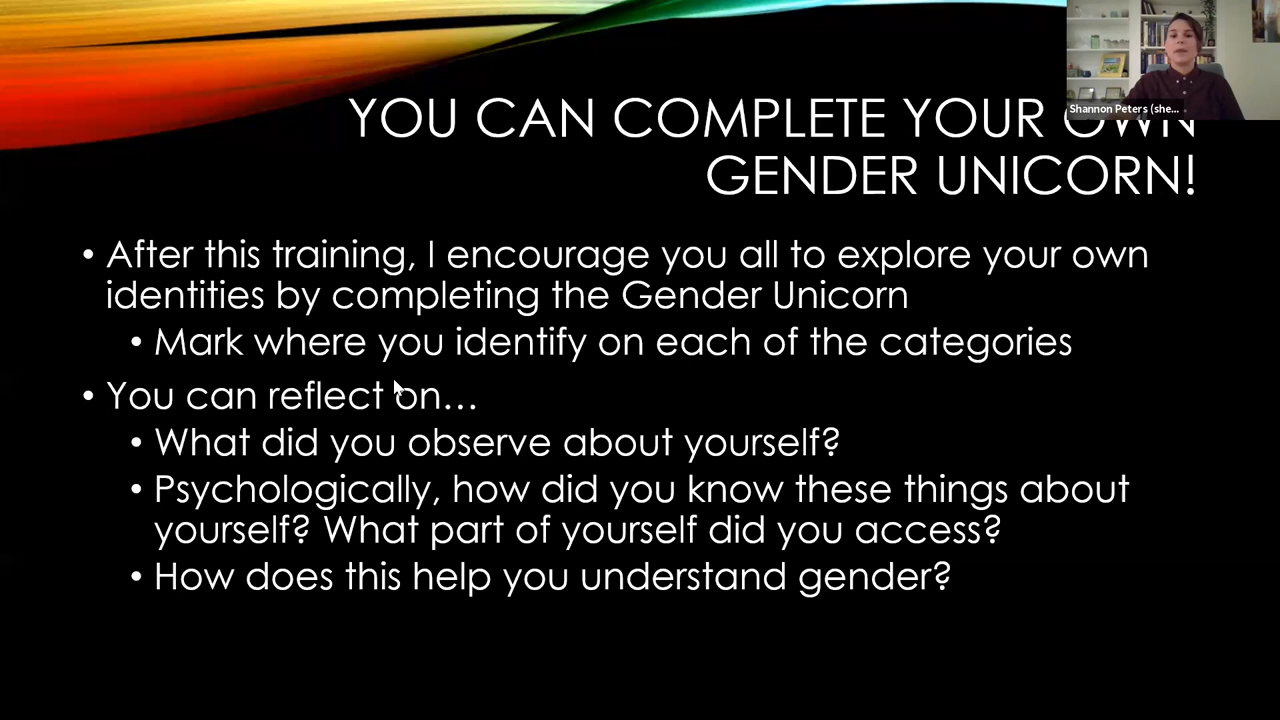 YOU CAN COMPLETE YOUR OWN
GENDER UNICORN!
Shannon Peters (she...
• After this training, I encourage you all to explore your own
identities by completing the Gender Unicorn
• Mark where you identify on each of the categories
• You can reflect on...
• What did you observe about yourself?
• Psychologically, how did you know these things about
yourself? What part of yourself did you access?
• How does this help you understand gender?